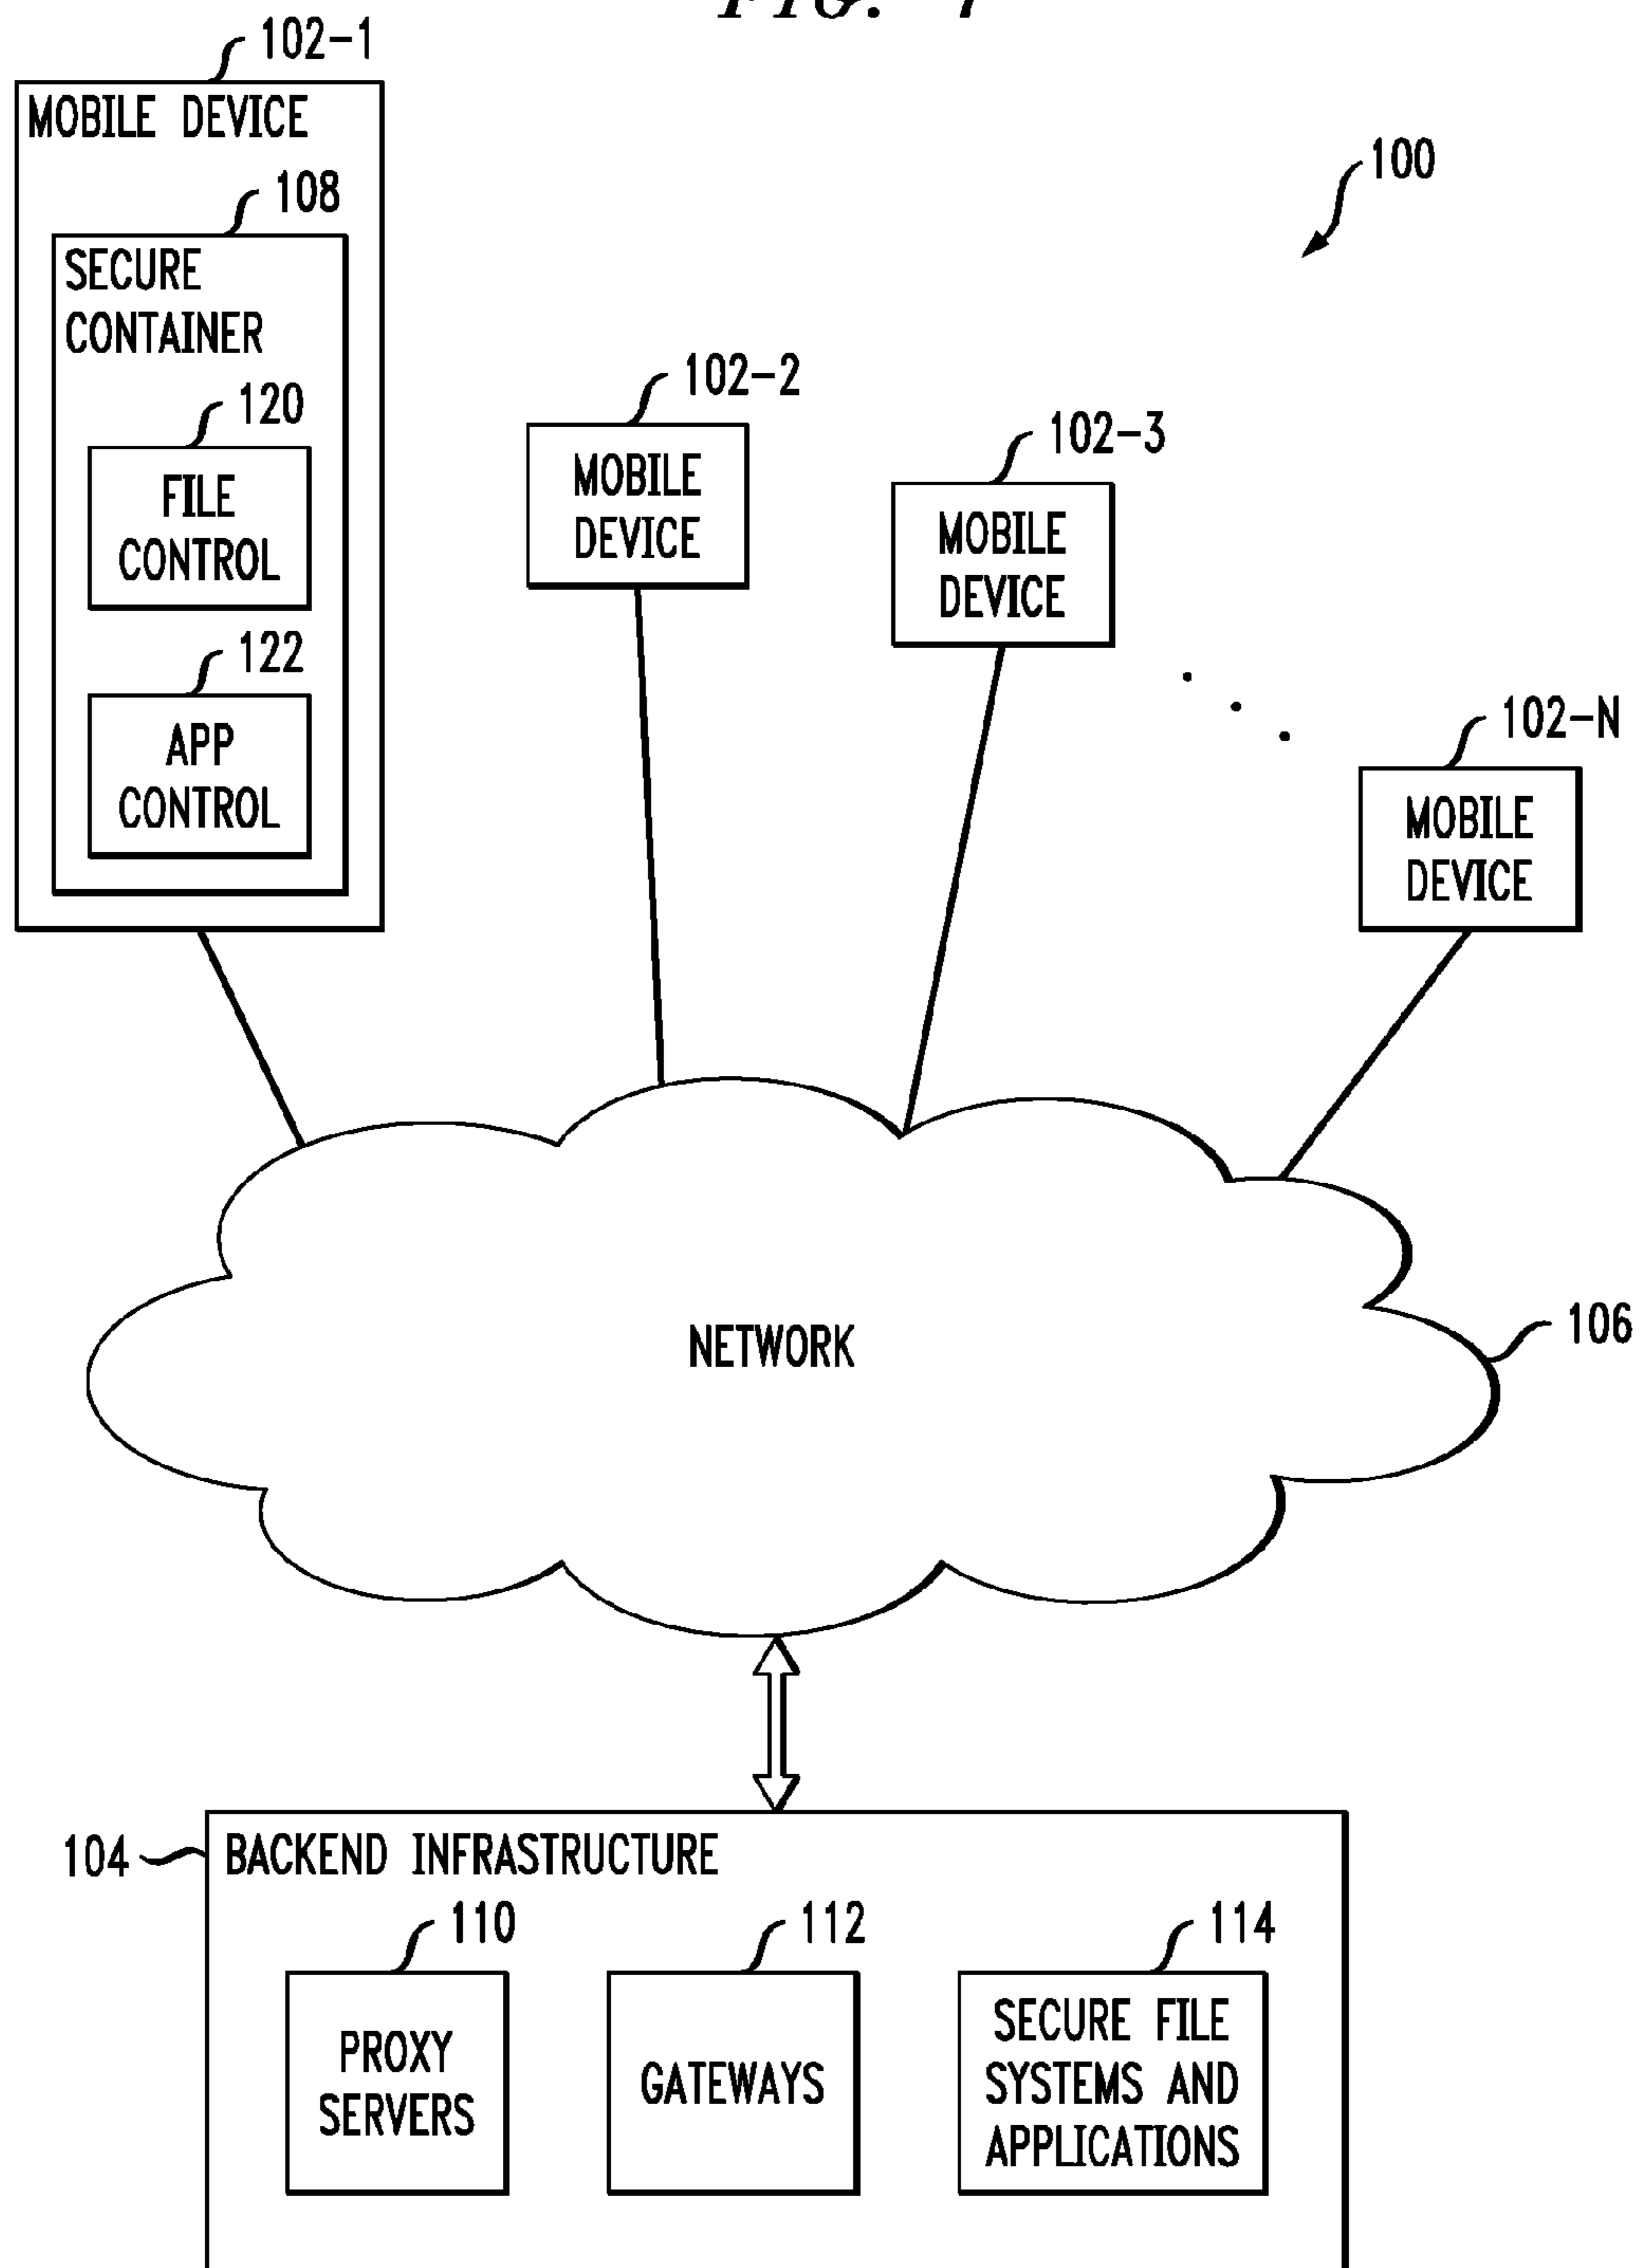 FIG. 1
102-1
MOBILE DEVICE
100
108
SECURE
CONTAINER
120
FILE
CONTROL
122
APP
CONTROL
102-2
MOBILE
DEVICE
102-3
MOBILE
DEVICE
102-N
MOBILE
DEVICE
NETWORK
106
104
BACKEND INFRASTRUCTURE
110
PROXY
SERVERS
112
GATEWAYS
114
SECURE FILE
SYSTEMS AND
APPLICATIONS